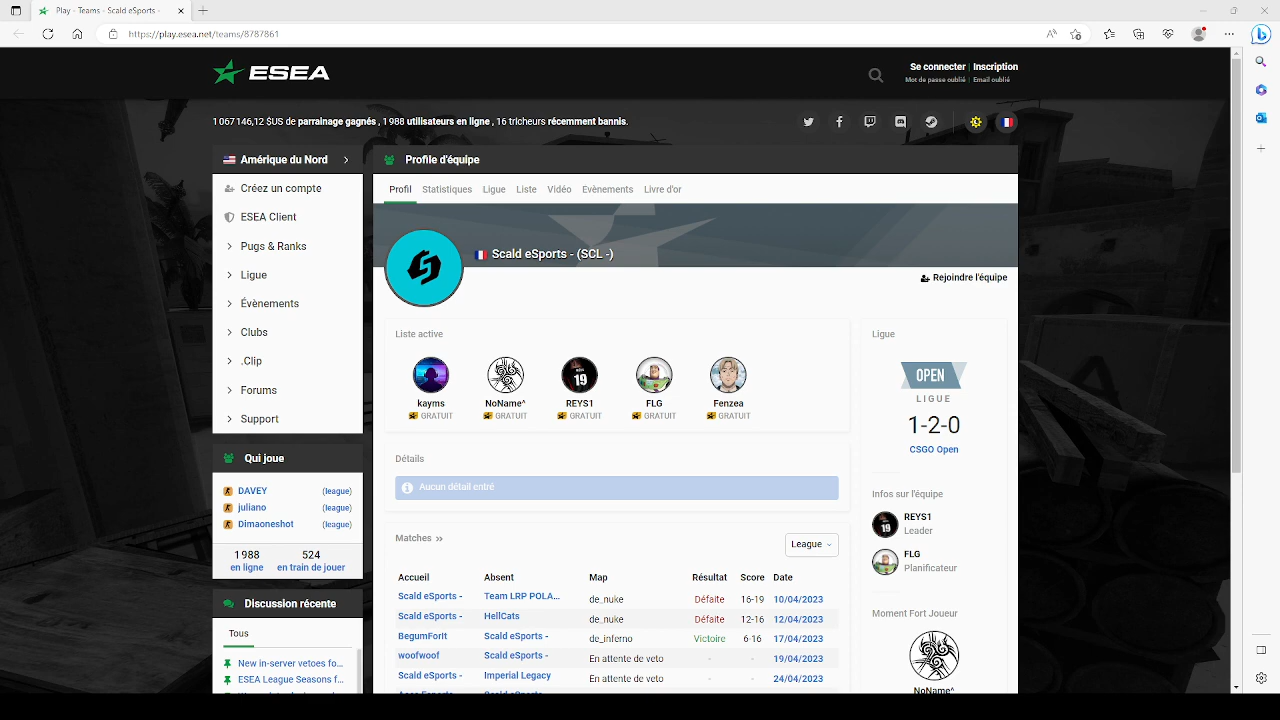 Play - Teams - Scald eSports -
https://play.esea.net/teams/8787861
ESEA
Se connecter | Inscription
Mot de passe oublié | Email oublié
1 067 146,12 $US de parrainage gagnés , 1 988 utilisateurs en ligne , 16 tricheurs récemment bannis.
Amérique du Nord
Créez un compte
ESEA Client
Pugs & Ranks
Ligue
Évènements
Clubs
.Clip
Forums
Support
Qui joue
DAVEY (league)
juliano (league)
Dimaoneshot (league)
1 988 524
en ligne en train de jouer
Discussion récente
Tous
New in-server vetoes fo...
ESEA League Seasons f...
Profile d'équipe
Profil Statistiques Ligue Liste Vidéo Evènements Livre d'or
Scald eSports - (SCL -)
Rejoindre l'équipe
Liste active
kayms NoName^ REYS1 FLG Fenzea
GRATUIT GRATUIT GRATUIT GRATUIT GRATUIT
19
Détails
Aucun détail entré
Matches »
League
Accueil Absent Map Résultat Score Date
Scald eSports - Team LRP POLA... de_nuke Défaite 16-19 10/04/2023
Scald eSports - HellCats de_nuke Défaite 12-16 12/04/2023
BegumForIt Scald eSports - de_inferno Victoire 6-16 17/04/2023
woofwoof Scald eSports - En attente de veto - - 19/04/2023
Scald eSports - Imperial Legacy En attente de veto - - 24/04/2023
Ligue
OPEN
LIGUE
1-2-0
CSGO Open
Infos sur l'équipe
19
REYS1
Leader
FLG
Planificateur
Moment Fort Joueur
NoName^